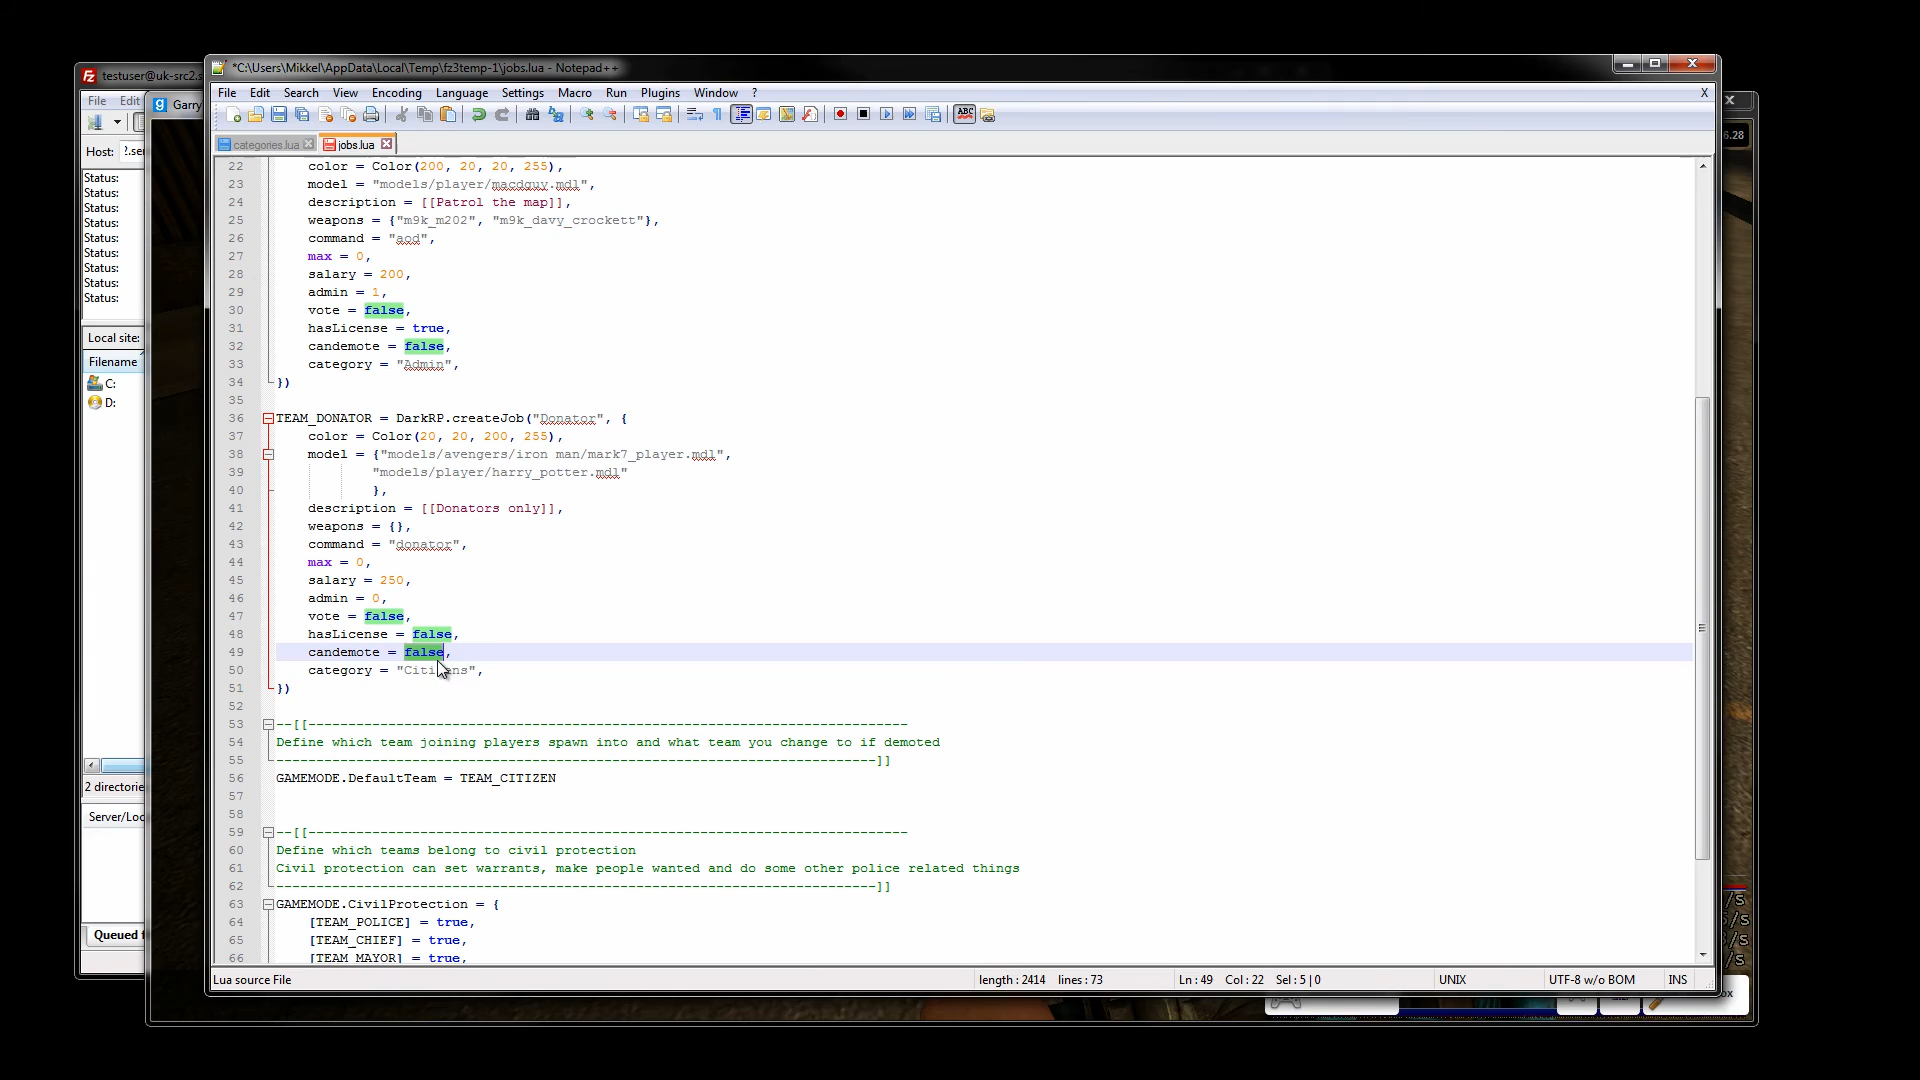 *C:\Users\Mikkel\AppData\Local\Temp\fz3temp-1\jobs.lua - Notepad++
testuser@uk-src2.s
File Edit Search View Encoding Language Settings Macro Run Plugins Window ? X
File Edit
Garry
6.28
categories.lua jobs.lua
Host: ?.se
Status:
Status:
Status:
Status:
Status:
Status:
Status:
Status:
Status:
Local site:
Filename
C:
D:
2 directorie
Server/Loc
Queued f
22 color = Color(200, 20, 20, 255),
23 model = "models/player/macdguy.mdl",
24 description = [[Patrol the map]],
25 weapons = {"m9k_m202", "m9k_davy_crockett"},
26 command = "aod",
27 max = 0,
28 salary = 200,
29 admin = 1,
30 vote = false,
31 hasLicense = true,
32 candemote = false,
33 category = "Admin",
34 })
35
36 TEAM_DONATOR = DarkRP.createJob("Donator", {
37 color = Color(20, 20, 200, 255),
38 model = {"models/avengers/iron man/mark7_player.mdl",
39 "models/player/harry_potter.mdl"
40 },
41 description = [[Donators only]],
42 weapons = {},
43 command = "donator",
44 max = 0,
45 salary = 250,
46 admin = 0,
47 vote = false,
48 hasLicense = false,
49 candemote = false,
50 category = "Citizens",
51 })
52
53 --[[---------------------------------------------------------------------------
54 Define which team joining players spawn into and what team you change to if demoted
55 ---------------------------------------------------------------------------]]
56 GAMEMODE.DefaultTeam = TEAM_CITIZEN
57
58
59 --[[---------------------------------------------------------------------------
60 Define which teams belong to civil protection
61 Civil protection can set warrants, make people wanted and do some other police related things
62 ---------------------------------------------------------------------------]]
63 GAMEMODE.CivilProtection = {
64 [TEAM_POLICE] = true,
65 [TEAM_CHIEF] = true,
66 [TEAM_MAYOR] = true,
Lua source File length : 2414 lines : 73 Ln : 49 Col : 22 Sel : 5 | 0 UNIX UTF-8 w/o BOM INS
/s
/s
/s
/s
ox